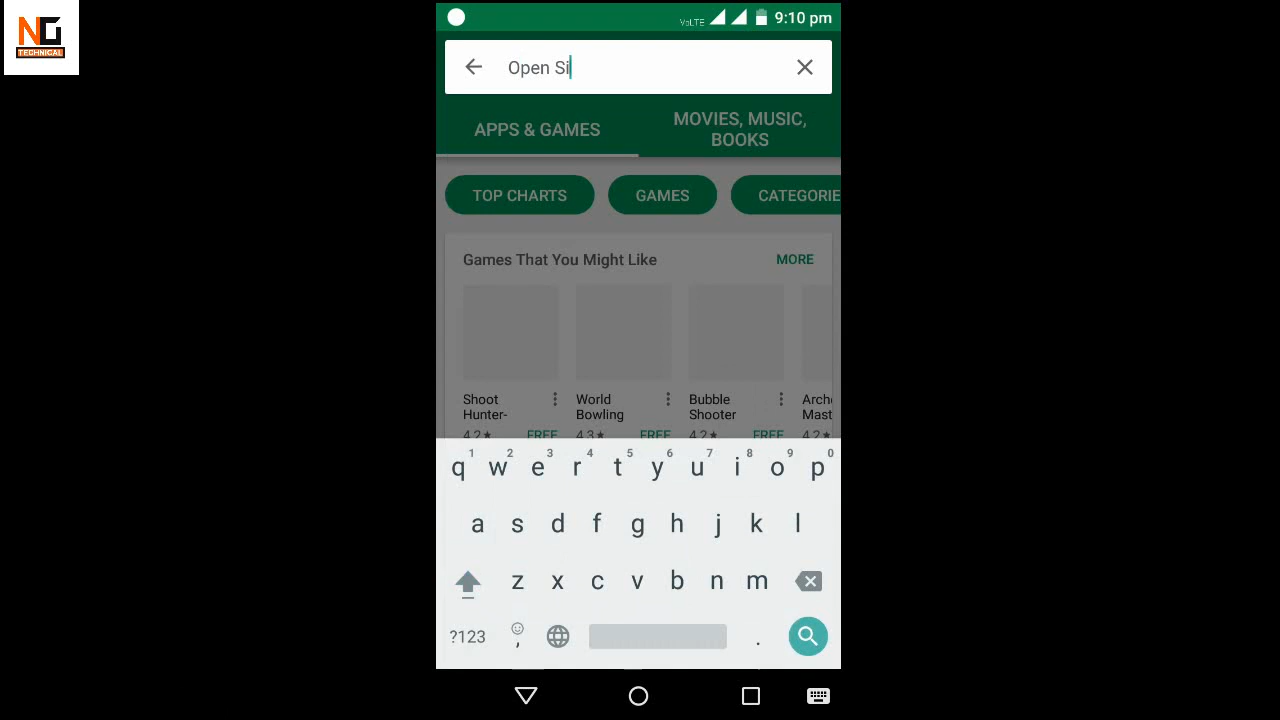 NG
TECHNICAL
VoLTE 9:10 pm
Open Si
APPS & GAMES
MOVIES, MUSIC,
BOOKS
TOP CHARTS GAMES CATEGORIE
Games That You Might Like MORE
Shoot
Hunter-
4.2★ FREE
World
Bowling
4.3★ FREE
Bubble
Shooter
4.2★ FREE
Arche
Mast
4.2★
1 2 3 4 5 6 7 8 9 0
q w e r t y u i o p
a s d f g h j k l
z x c v b n m
?123 , .